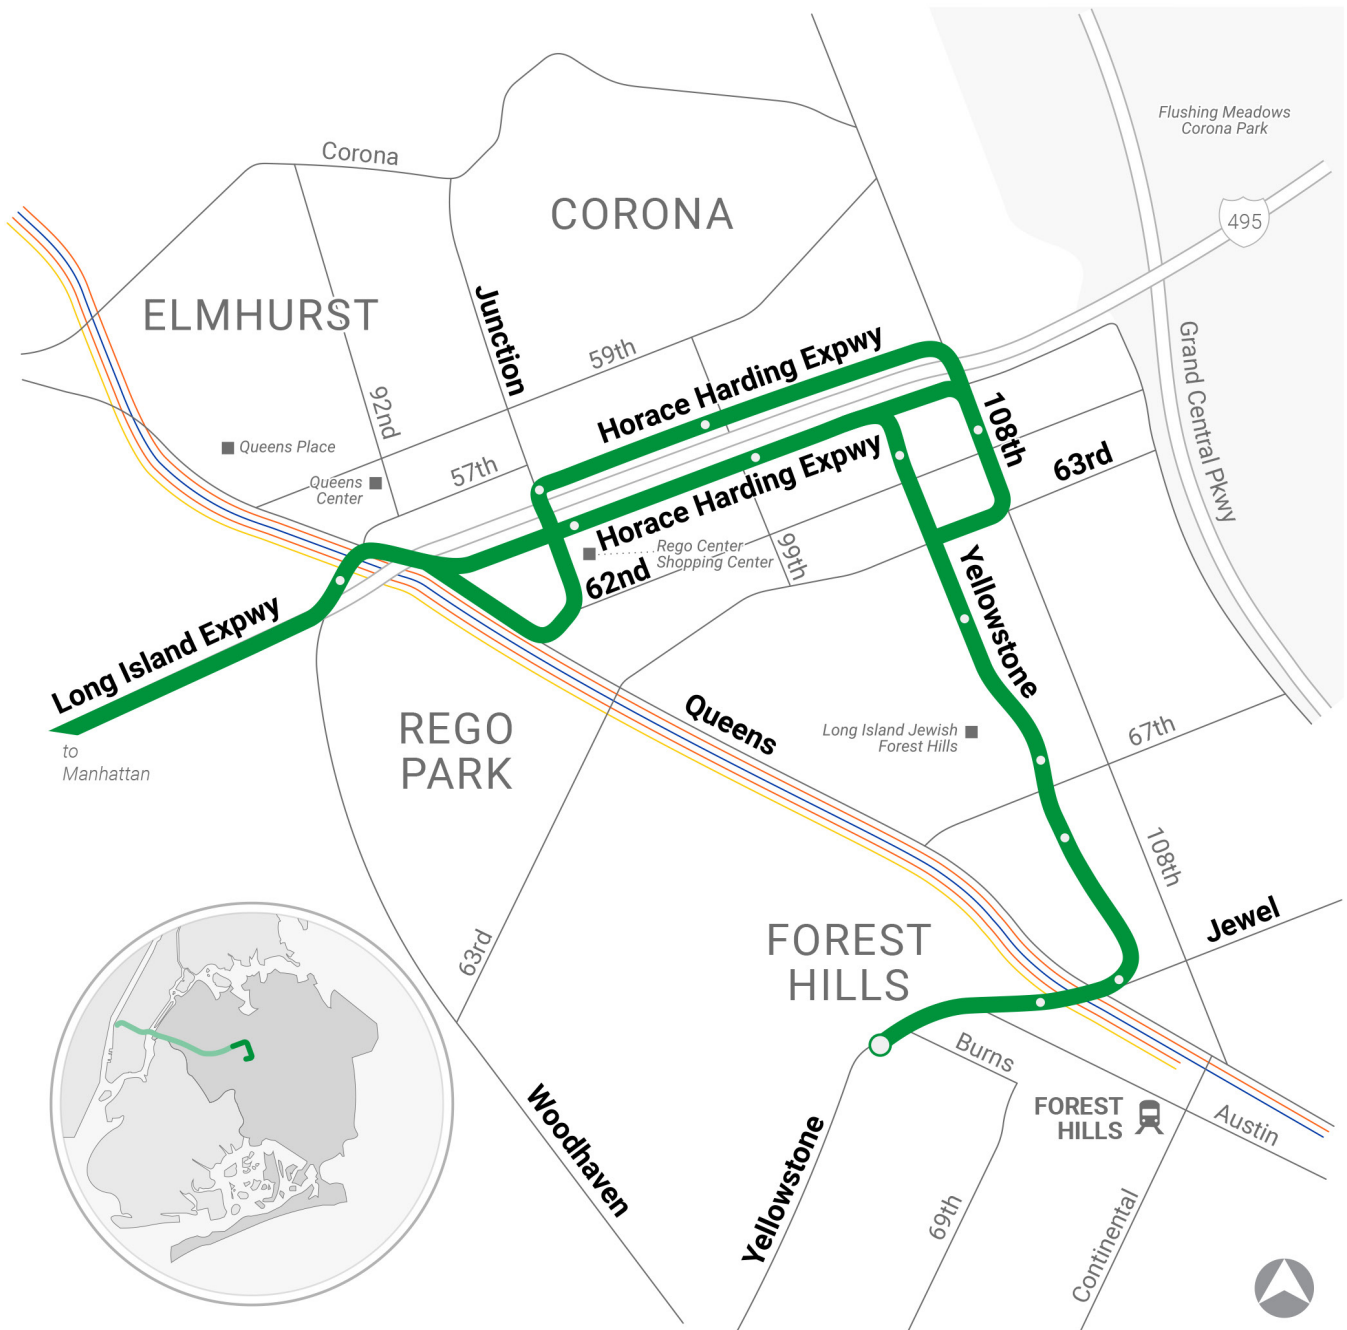 Flushing Meadows
Corona Park
Corona
CORONA
495
ELMHURST
Junction
Grand Central Pkwy
59th
Horace Harding Expwy
92nd
108th
Queens Place
57th
Horace Harding Expwy
63rd
Queens
Center
Rego Center
Shopping Center
99th
62nd
Yellowstone
Long Island Expwy
to
Manhattan
REGO
PARK
Queens
Long Island Jewish
Forest Hills
67th
108th
63rd
FOREST
HILLS
Jewel
Burns
Woodhaven
FOREST
HILLS
Austin
Yellowstone
69th
Continental